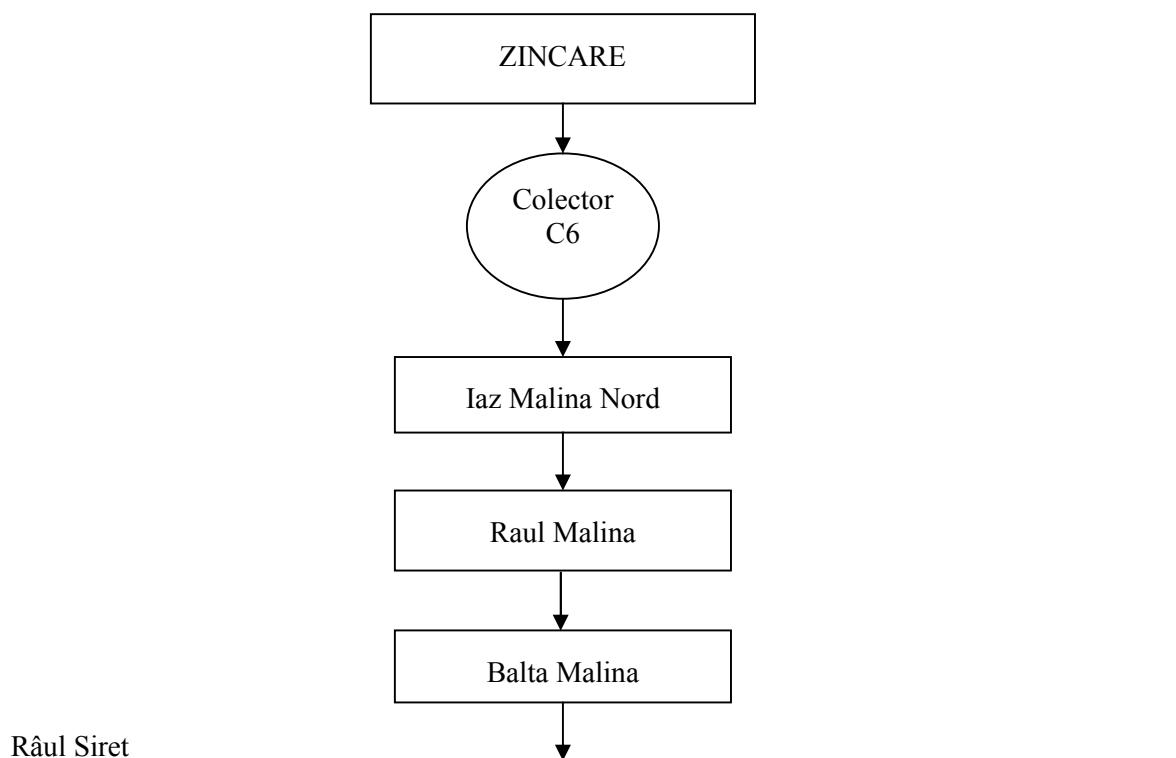 ZINCARE
Colector
C6
Iaz Malina Nord
Raul Malina
Balta Malina
Râul Siret